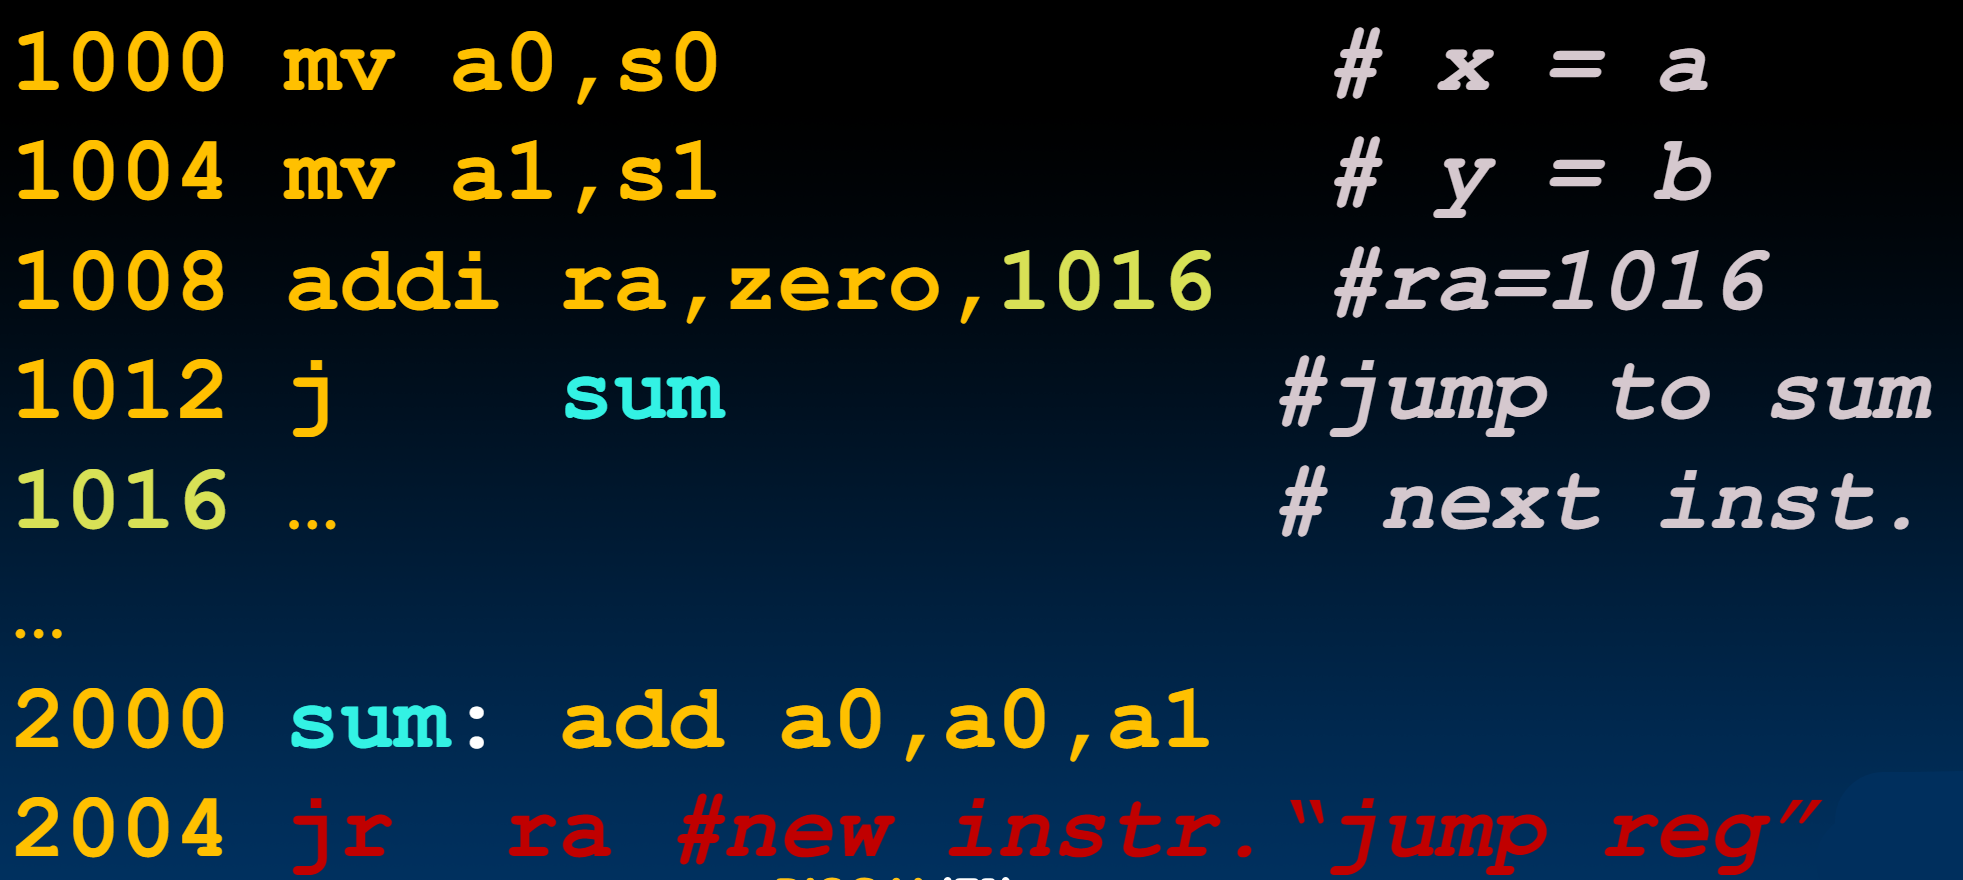 1000 mv a0,s0 # x = a
1004 mv a1,s1 # y = b
1008 addi ra,zero,1016 #ra=1016
1012 j sum #jump to sum
1016 … # next inst.
…
2000 sum: add a0,a0,a1
2004 jr ra #new instr.“jump reg”